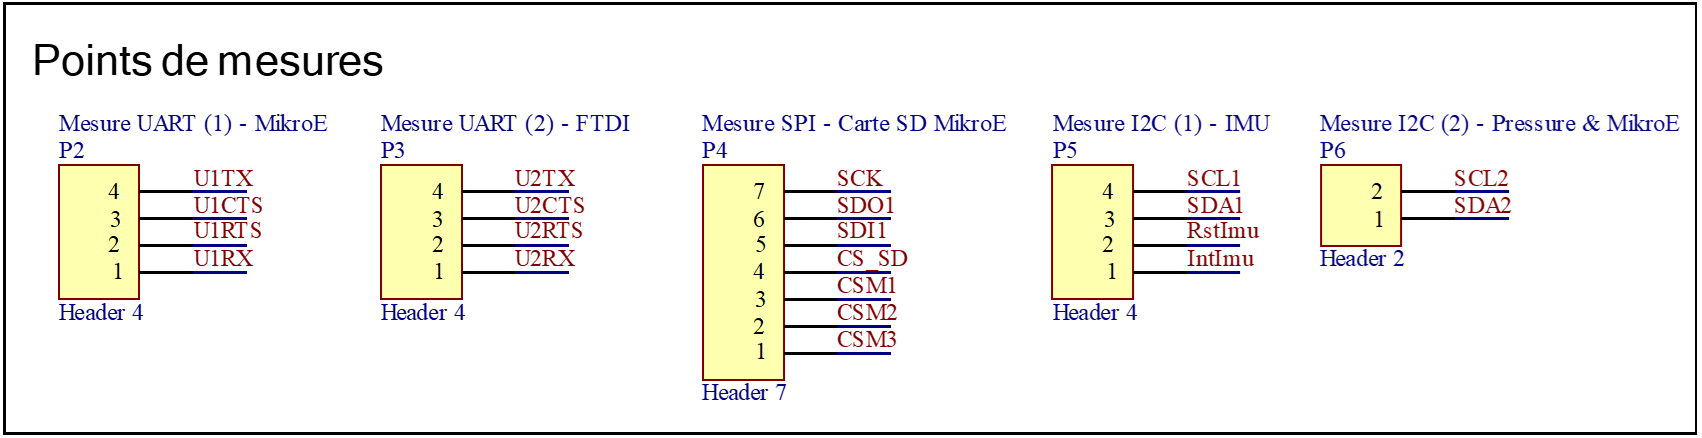 Points de mesures
Mesure UART (1) - MikroE
P2
4 U1TX
3 U1CTS
2 U1RTS
1 U1RX
Header 4
Mesure UART (2) - FTDI
P3
4 U2TX
3 U2CTS
2 U2RTS
1 U2RX
Header 4
Mesure SPI - Carte SD MikroE
P4
7 SCK
6 SDO1
5 SDI1
4 CS_SD
3 CSM1
2 CSM2
1 CSM3
Header 7
Mesure I2C (1) - IMU
P5
4 SCL1
3 SDA1
2 RstImu
1 IntImu
Header 4
Mesure I2C (2) - Pressure & MikroE
P6
2 SCL2
1 SDA2
Header 2